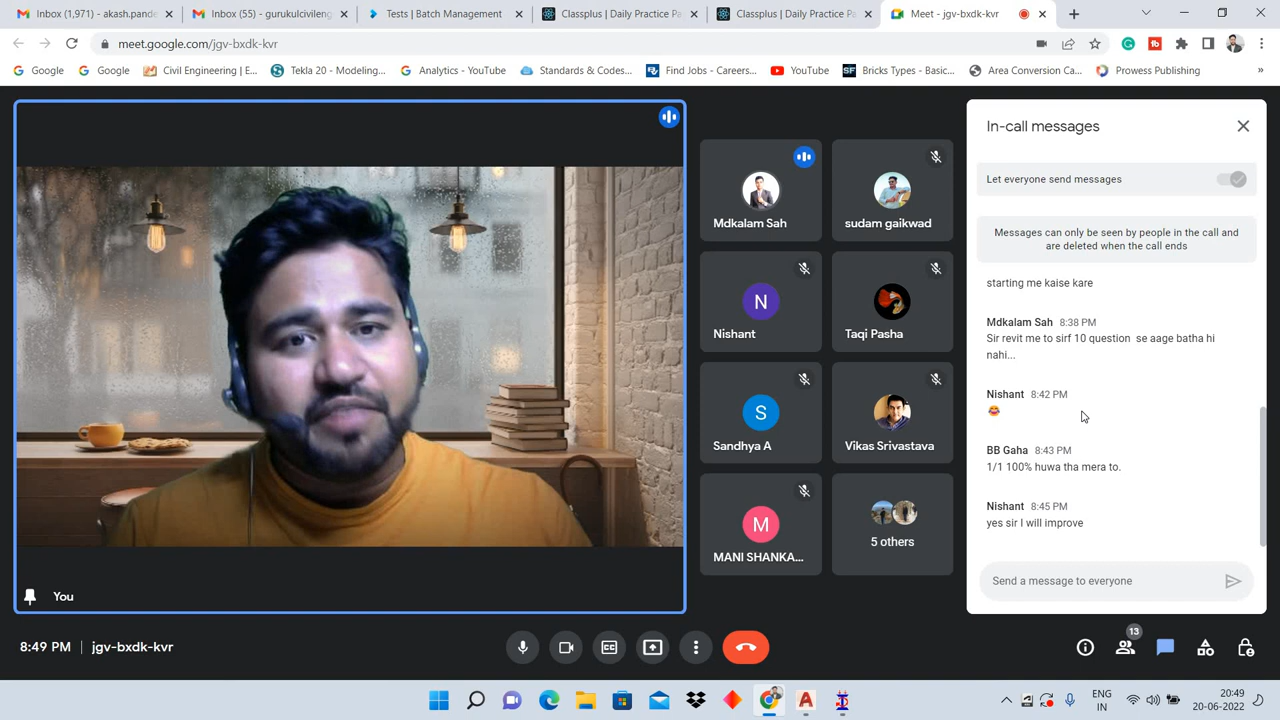 Inbox (1,971) - akash.pande
Inbox (55) - gurukulcivileng
Tests | Batch Management
Classplus | Daily Practice Pa
Classplus | Daily Practice Pa
Meet - jgv-bxdk-kvr
meet.google.com/jgv-bxdk-kvr
Google
Google
Civil Engineering | E...
Tekla 20 - Modeling...
Analytics - YouTube
Standards & Codes...
Find Jobs - Careers...
YouTube
SF
Bricks Types - Basic...
Area Conversion Ca...
Prowess Publishing
»
You
Mdkalam Sah
sudam gaikwad
N
Nishant
Taqi Pasha
S
Sandhya A
Vikas Srivastava
M
MANI SHANKA...
5 others
In-call messages
Let everyone send messages
Messages can only be seen by people in the call and
are deleted when the call ends
starting me kaise kare
Mdkalam Sah 8:38 PM
Sir revit me to sirf 10 question se aage batha hi
nahi...
Nishant 8:42 PM
😂
BB Gaha 8:43 PM
1/1 100% huwa tha mera to.
Nishant 8:45 PM
yes sir I will improve
Send a message to everyone
8:49 PM | jgv-bxdk-kvr
13
ENG
IN
20:49
20-06-2022